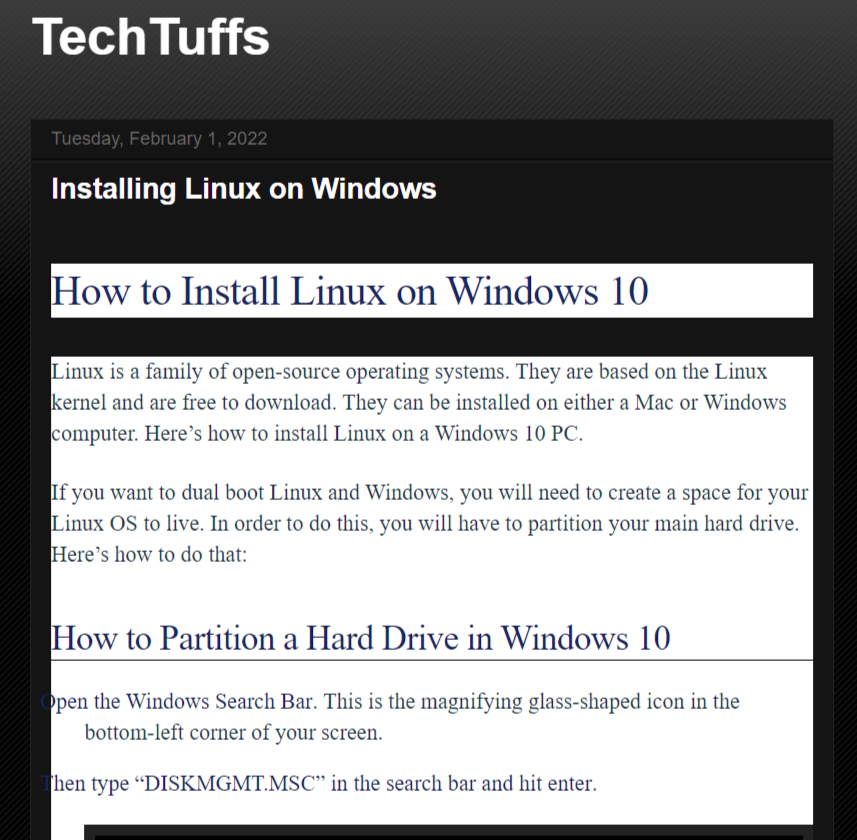 TechTuffs
Tuesday, February 1, 2022
Installing Linux on Windows
How to Install Linux on Windows 10
Linux is a family of open-source operating systems. They are based on the Linux
kernel and are free to download. They can be installed on either a Mac or Windows
computer. Here’s how to install Linux on a Windows 10 PC.
If you want to dual boot Linux and Windows, you will need to create a space for your
Linux OS to live. In order to do this, you will have to partition your main hard drive.
Here’s how to do that:
How to Partition a Hard Drive in Windows 10
Open the Windows Search Bar. This is the magnifying glass-shaped icon in the
bottom-left corner of your screen.
Then type “DISKMGMT.MSC” in the search bar and hit enter.